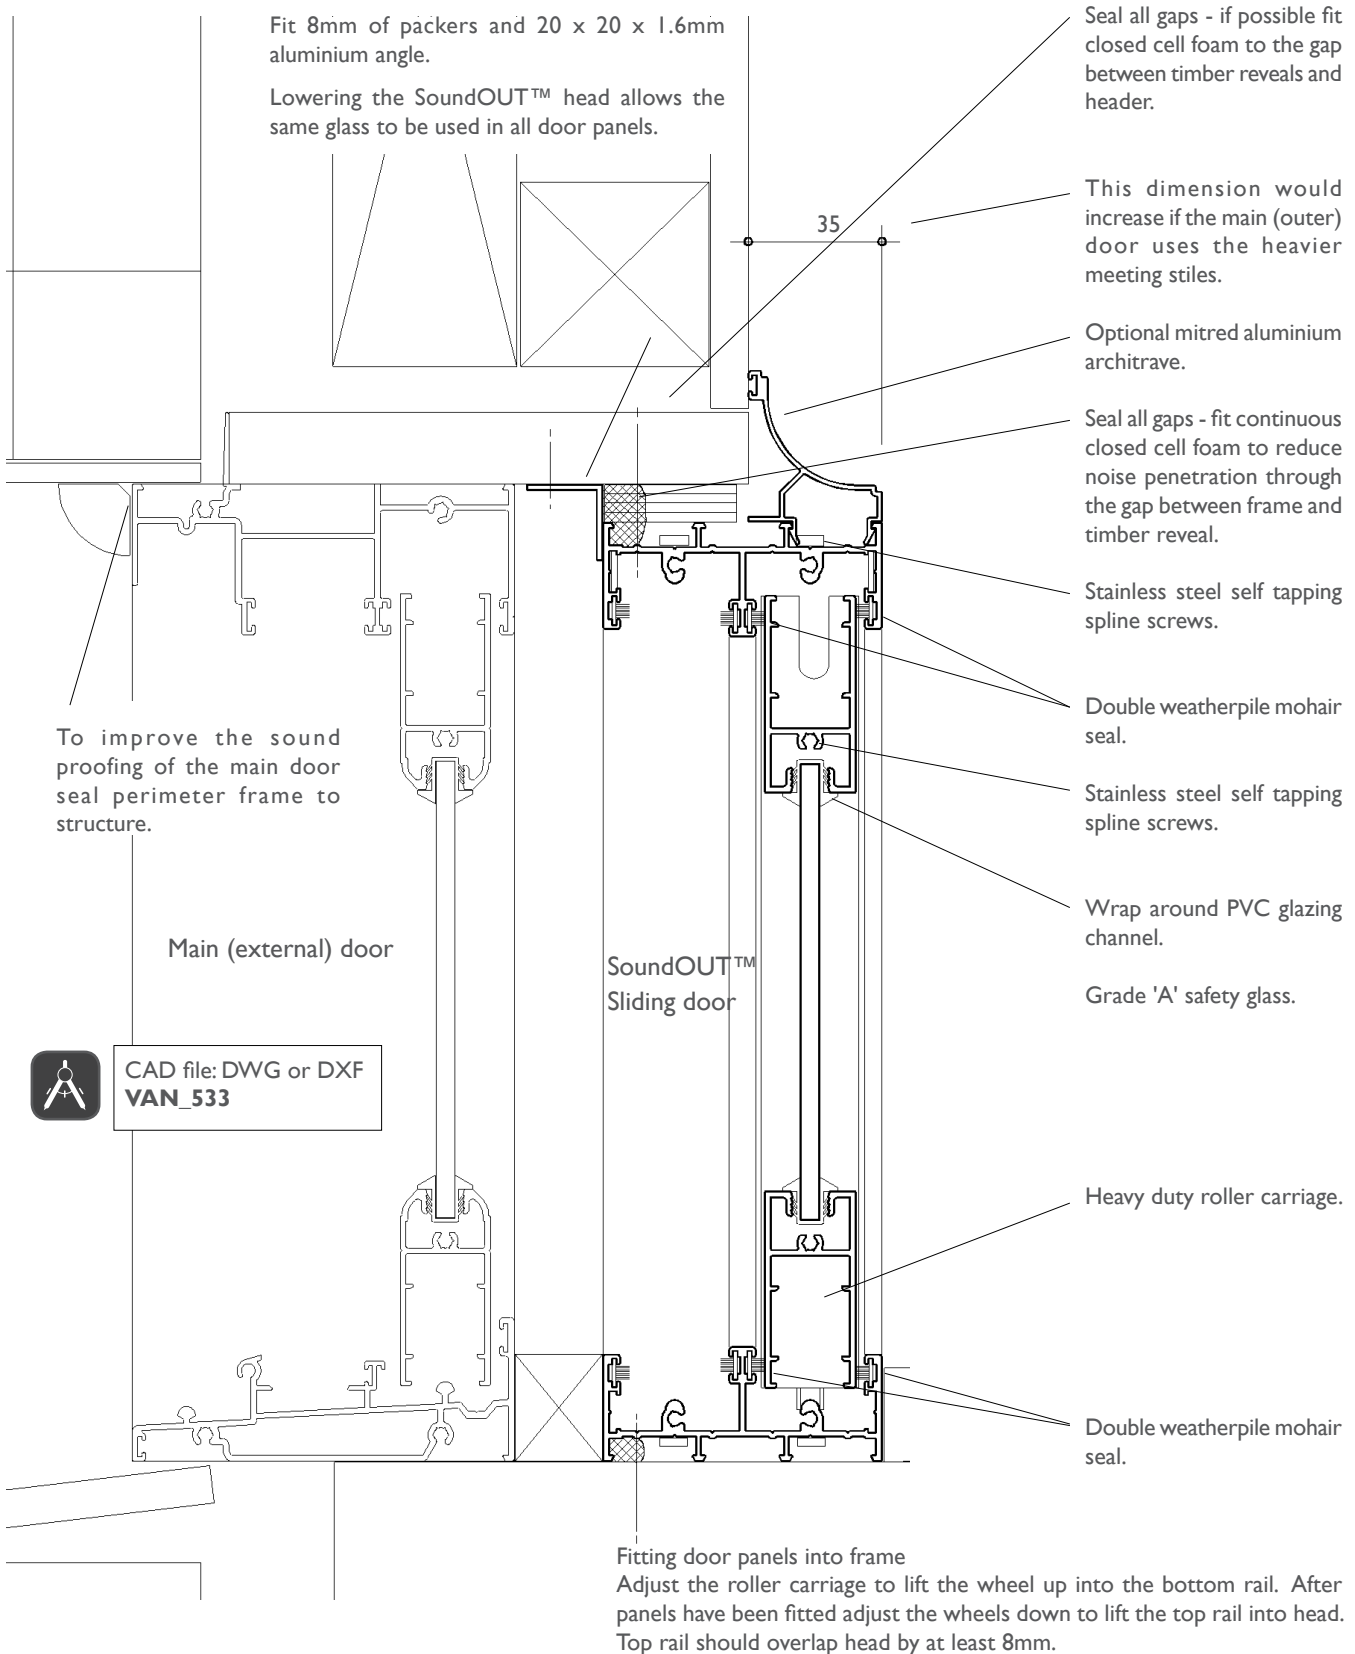 Fit 8mm of packers and 20 x 20 x 1.6mm
aluminium angle.
Lowering the SoundOUT™ head allows the
same glass to be used in all door panels.
Seal all gaps - if possible fit
closed cell foam to the gap
between timber reveals and
header.
This dimension would
increase if the main (outer)
door uses the heavier
meeting stiles.
35
Optional mitred aluminium
architrave.
Seal all gaps - fit continuous
closed cell foam to reduce
noise penetration through
the gap between frame and
timber reveal.
Stainless steel self tapping
spline screws.
Double weatherpile mohair
seal.
To improve the sound
proofing of the main door
seal perimeter frame to
structure.
Stainless steel self tapping
spline screws.
Wrap around PVC glazing
channel.
Main (external) door
SoundOUT™
Sliding door
Grade 'A' safety glass.
CAD file: DWG or DXF
VAN_533
Heavy duty roller carriage.
Double weatherpile mohair
seal.
Fitting door panels into frame
Adjust the roller carriage to lift the wheel up into the bottom rail. After
panels have been fitted adjust the wheels down to lift the top rail into head.
Top rail should overlap head by at least 8mm.